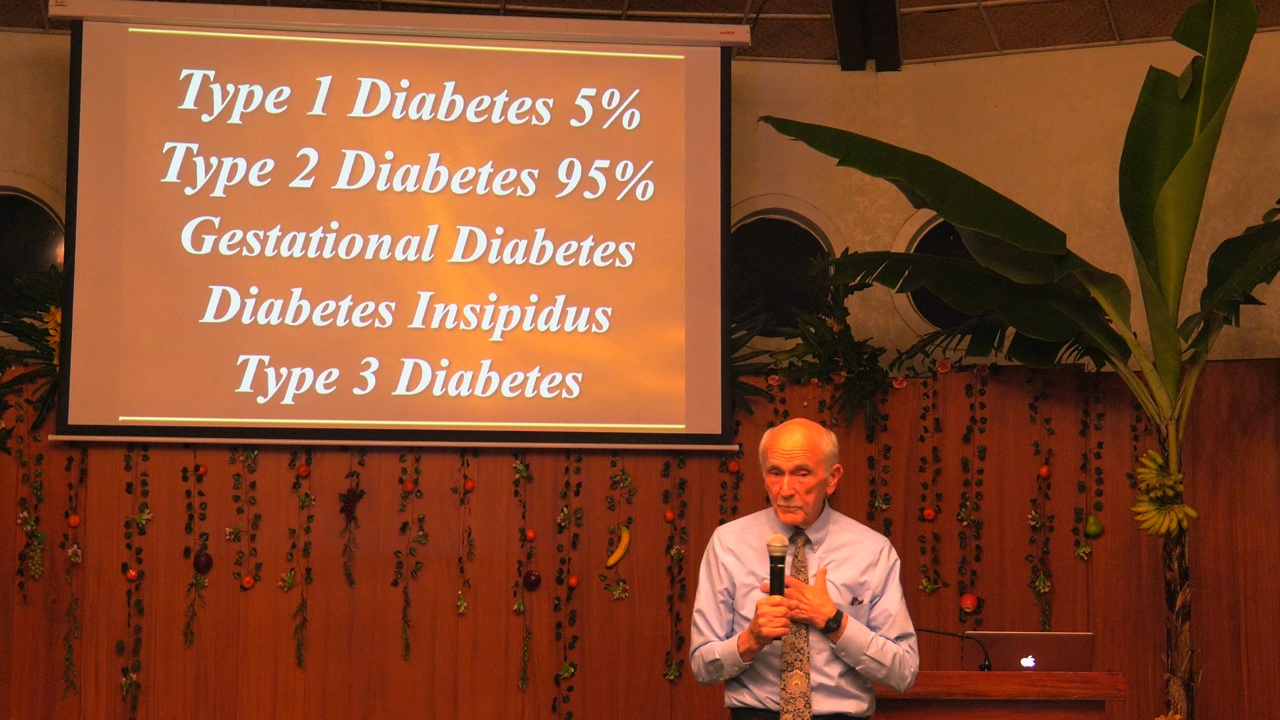 Type 1 Diabetes 5%
Type 2 Diabetes 95%
Gestational Diabetes
Diabetes Insipidus
Type 3 Diabetes